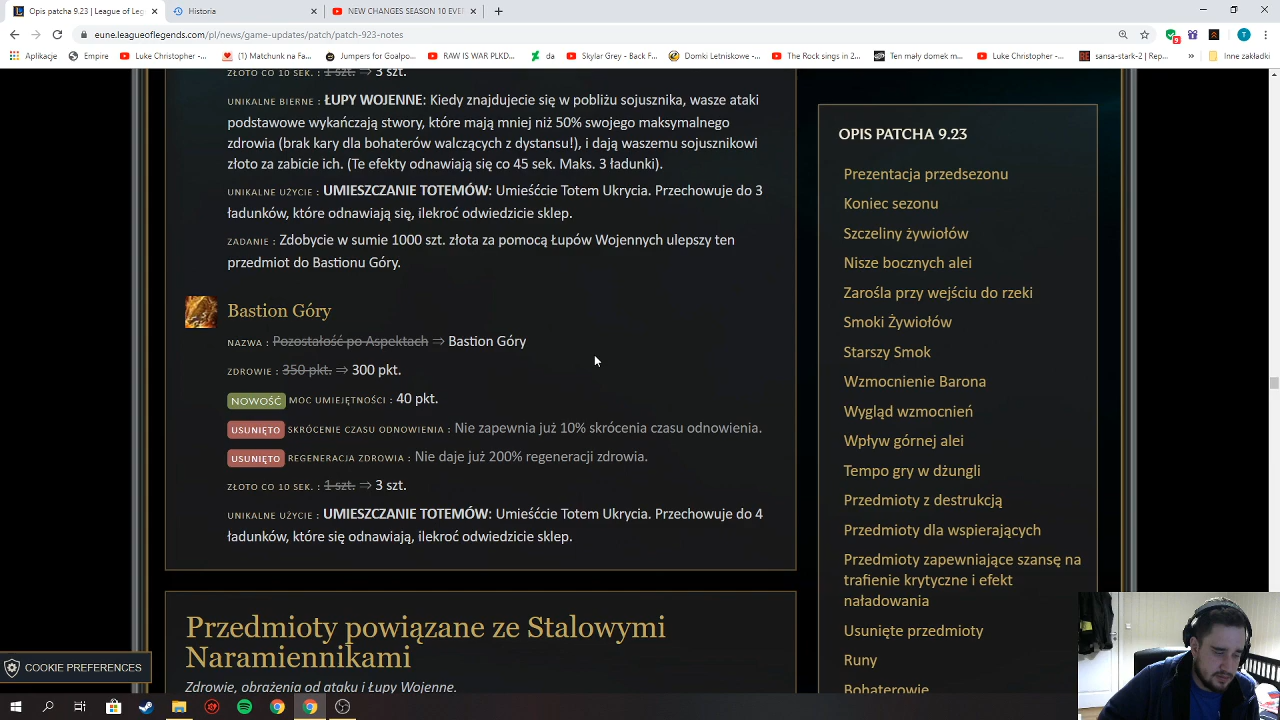 Opis patcha 9.23 | League of Leg
Historia
NEW CHANGES SEASON 10 EVE
eune.leagueoflegends.com/pl/news/game-updates/patch/patch-923-notes
Aplikacje
Emperor Cho'Gath
Luke Christopher -...
Matchunk na Fa...
Jumpers for Goalpo...
RAW IS WAR PLKD...
da
Skylar Grey - Back F...
Domki Letniskowe -...
The Rock sings in 2...
Ten mały domek m...
Luke Christopher -...
sansa-stark-2 | Rep...
»
Inne zakładki
ZŁOTO CO 10 SEK. : 1 szt. ⇒ 3 szt.
UNIKALNE BIERNE : ŁUPY WOJENNE: Kiedy znajdujecie się w pobliżu sojusznika, wasze ataki
podstawowe wykańczają stwory, które mają mniej niż 50% swojego maksymalnego
zdrowia (brak kary dla bohaterów walczących z dystansu!), i dają waszemu sojusznikowi
złoto za zabicie ich. (Te efekty odnawiają się co 45 sek. Maks. 3 ładunki).
UNIKALNE UŻYCIE : UMIESZCZANIE TOTEMÓW: Umieśćcie Totem Ukrycia. Przechowuje do 3
ładunków, które odnawiają się, ilekroć odwiedzicie sklep.
ZADANIE : Zdobycie w sumie 1000 szt. złota za pomocą Łupów Wojennych ulepszy ten
przedmiot do Bastionu Góry.
Bastion Góry
NAZWA : Pozostałość po Aspektach ⇒ Bastion Góry
ZDROWIE : 350 pkt. ⇒ 300 pkt.
NOWOŚĆ MOC UMIEJĘTNOŚCI : 40 pkt.
USUNIĘTO SKRÓCENIE CZASU ODNOWIENIA : Nie zapewnia już 10% skrócenia czasu odnowienia.
USUNIĘTO REGENERACJA ZDROWIA : Nie daje już 200% regeneracji zdrowia.
ZŁOTO CO 10 SEK. : 1 szt. ⇒ 3 szt.
UNIKALNE UŻYCIE : UMIESZCZANIE TOTEMÓW: Umieśćcie Totem Ukrycia. Przechowuje do 4
ładunków, które się odnawiają, ilekroć odwiedzicie sklep.
Przedmioty powiązane ze Stalowymi
Naramiennikami
Zdrowie, obrażenia od ataku i Łupy Wojenne.
OPIS PATCHA 9.23
Prezentacja przedsezonu
Koniec sezonu
Szczeliny żywiołów
Nisze bocznych alei
Zarośla przy wejściu do rzeki
Smoki Żywiołów
Starszy Smok
Wzmocnienie Barona
Wygląd wzmocnień
Wpływ górnej alei
Tempo gry w dżungli
Przedmioty z destrukcją
Przedmioty dla wspierających
Przedmioty zapewniające szansę na
trafienie krytyczne i efekt
naładowania
Usunięte przedmioty
Runy
Bohaterowie
COOKIE PREFERENCES